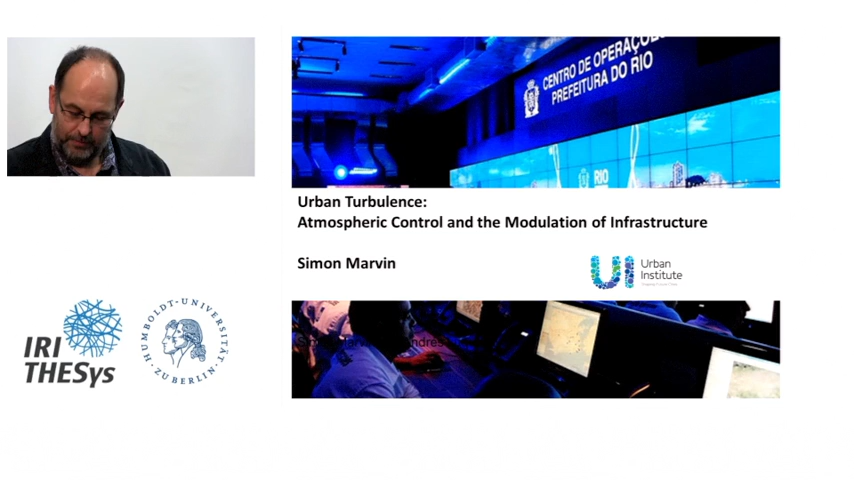 CENTRO DE OPERAÇÕES
PREFEITURA DO RIO
RIO
Urban Turbulence:
Atmospheric Control and the Modulation of Infrastructure
Simon Marvin
UI Urban
Institute
IRI
THESys
HUMBOLDT-UNIVERSITÄT
ZU BERLIN